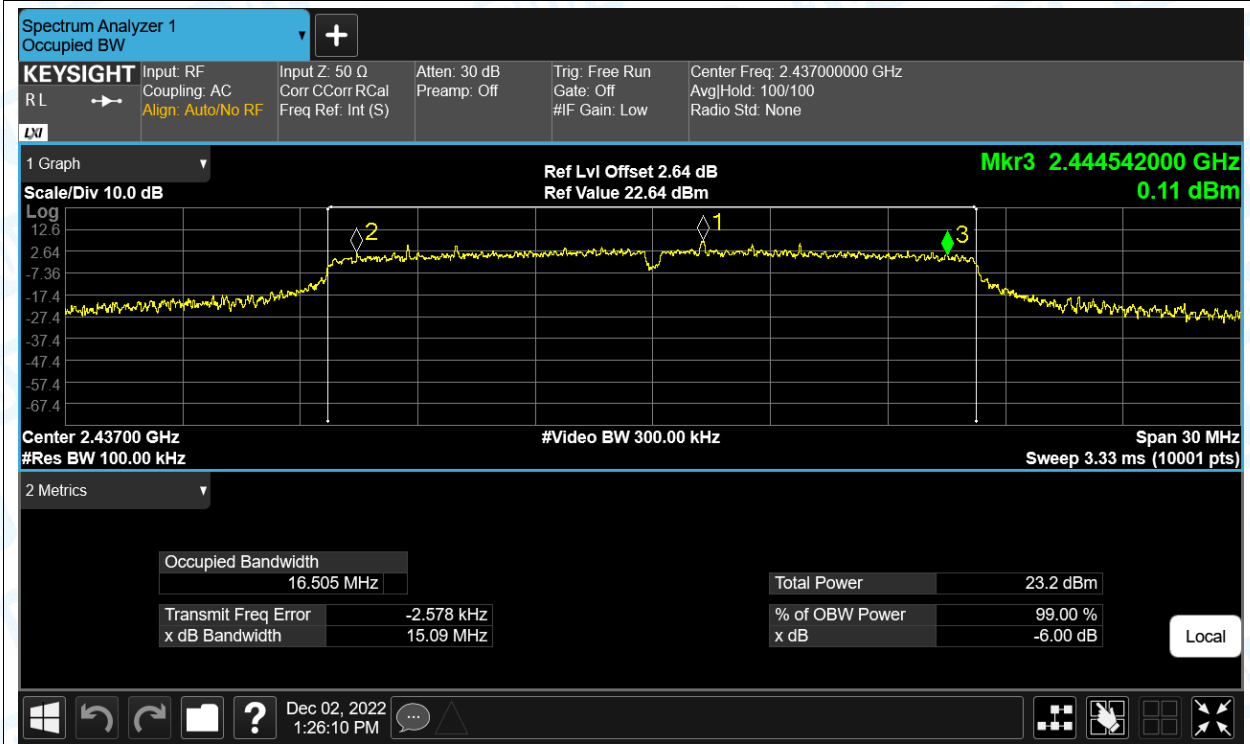 Spectrum Analyzer 1
Occupied BW
KEYSIGHT
R L
LXI
Input: RF
Coupling: AC
Align: Auto/No RF
Input Z: 50 Ω
Corr CCorr RCal
Freq Ref: Int (S)
Atten: 30 dB
Preamp: Off
Trig: Free Run
Gate: Off
#IF Gain: Low
Center Freq: 2.437000000 GHz
Avg|Hold: 100/100
Radio Std: None
1 Graph
Scale/Div 10.0 dB
Ref Lvl Offset 2.64 dB
Ref Value 22.64 dBm
Mkr3 2.444542000 GHz
0.11 dBm
Log
12.6
2.64
-7.36
-17.4
-27.4
-37.4
-47.4
-57.4
-67.4
2
1
3
Center 2.43700 GHz
#Res BW 100.00 kHz
#Video BW 300.00 kHz
Span 30 MHz
Sweep 3.33 ms (10001 pts)
2 Metrics
Occupied Bandwidth
16.505 MHz
Transmit Freq Error -2.578 kHz
x dB Bandwidth 15.09 MHz
Total Power 23.2 dBm
% of OBW Power 99.00 %
x dB -6.00 dB
Local
?
Dec 02, 2022
1:26:10 PM